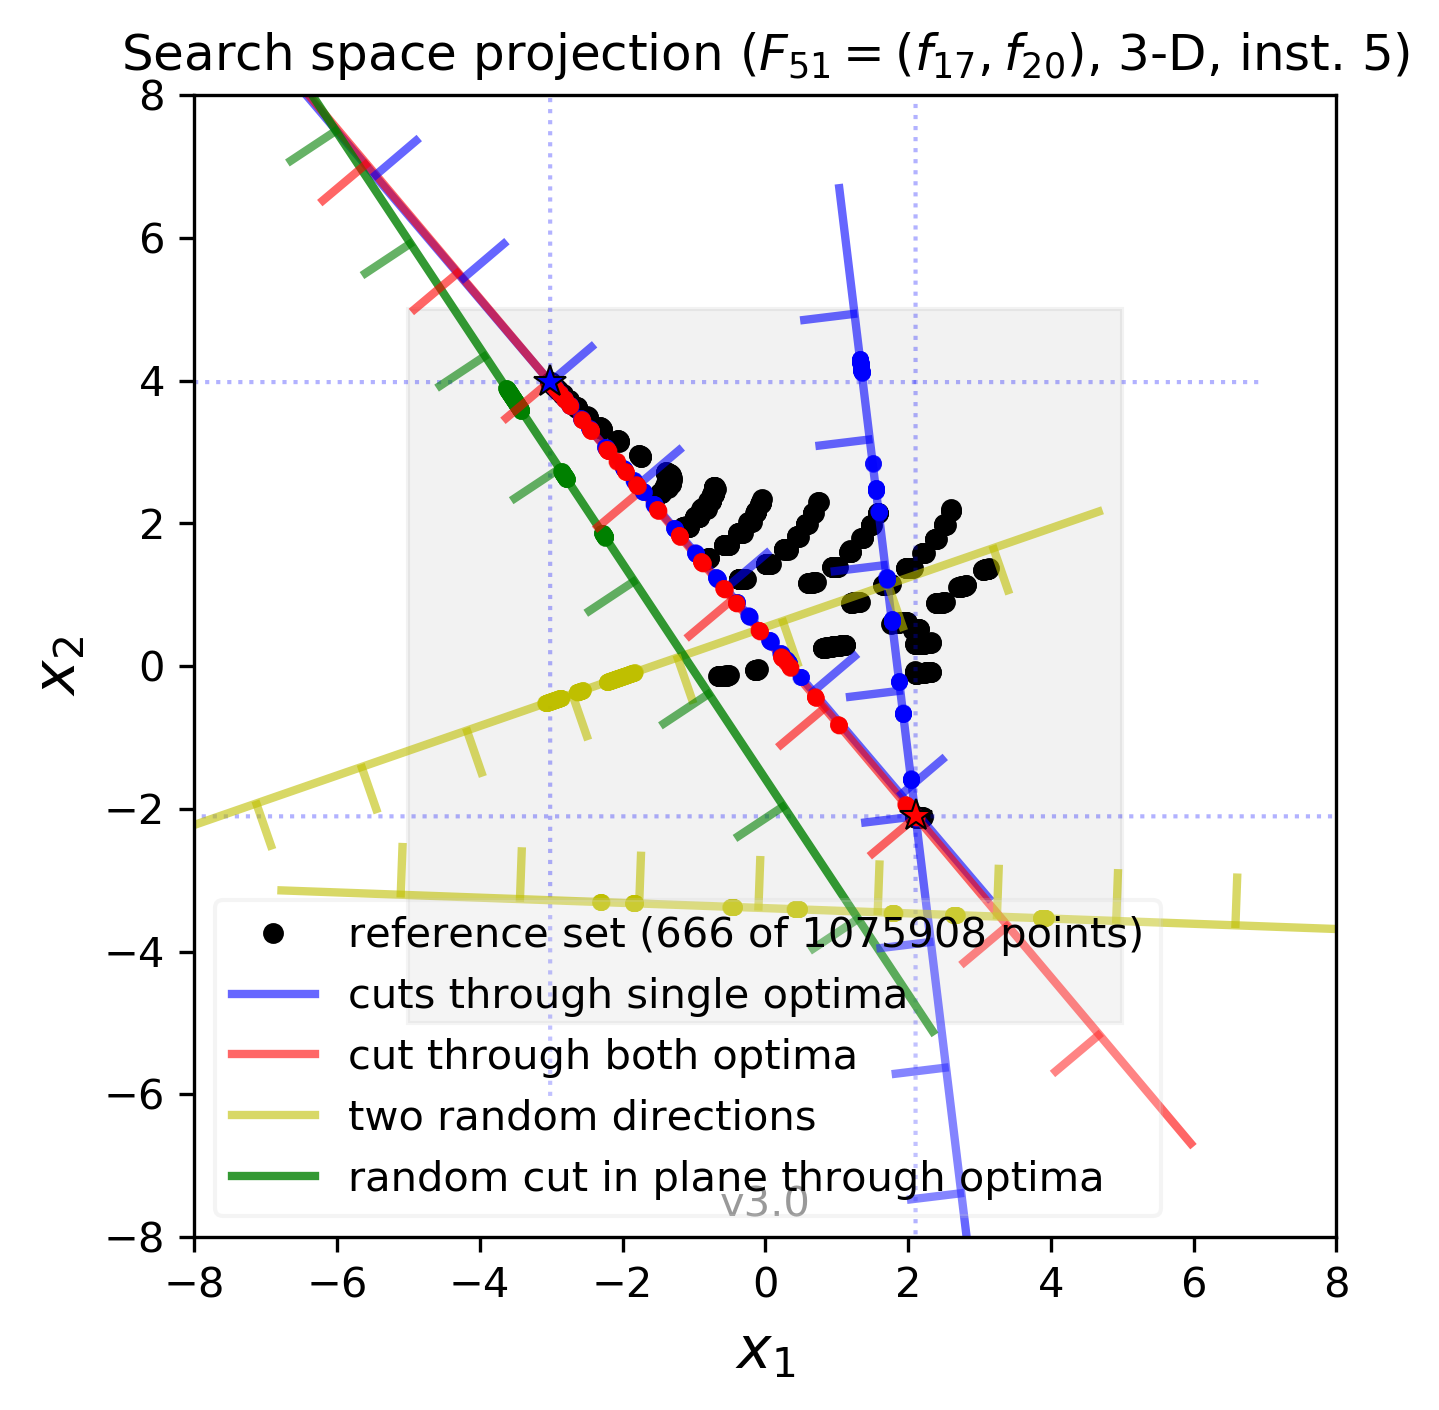 Search space projection (F₅₁ = (f₁₇, f₂₀), 3-D, inst. 5)
8
6
4
2
0
−2
−4
−6
−8
x₂
reference set (666 of 1075908 points)
cuts through single optima
cut through both optima
two random directions
random cut in plane through optima
v3.0
−8 −6 −4 −2 0 2 4 6 8
x₁